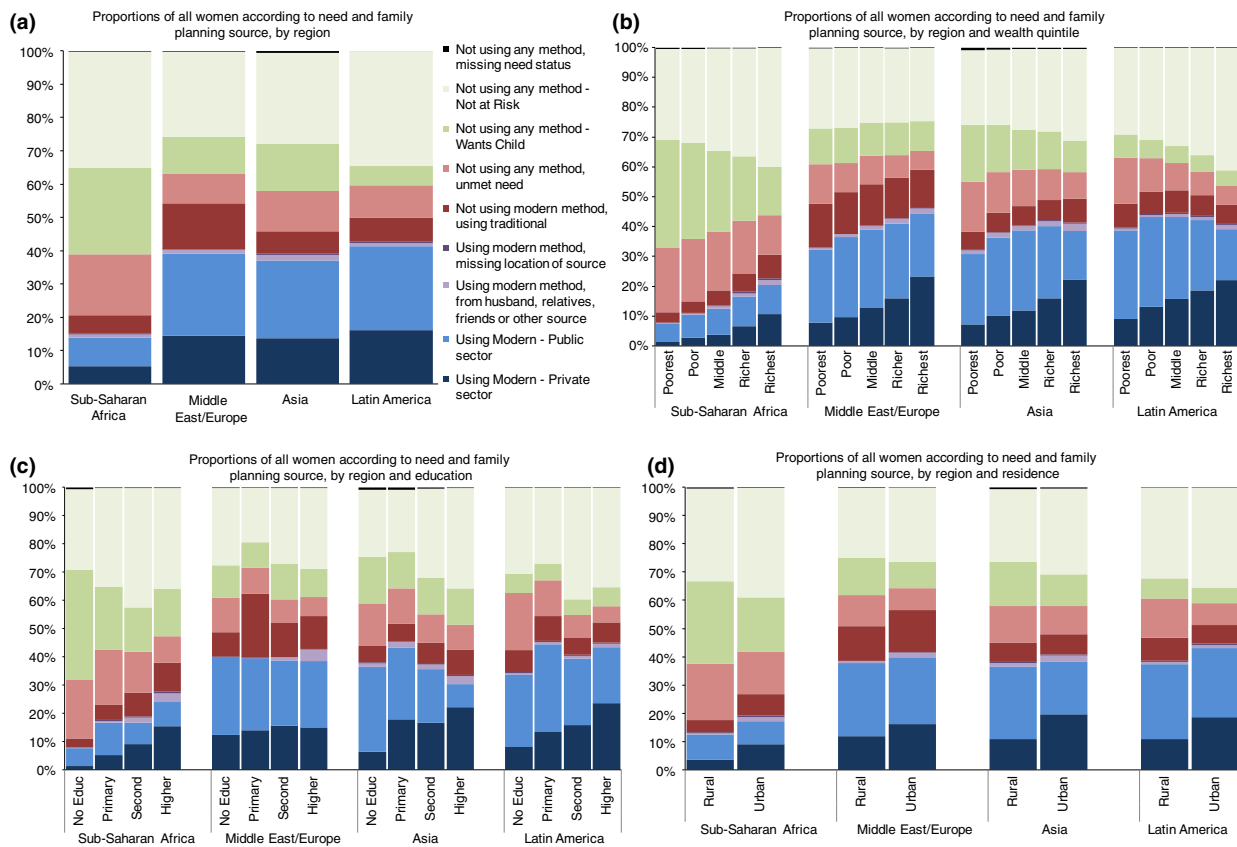 (a)
Proportions of all women according to need and family
planning source, by region
100%
90%
80%
70%
60%
50%
40%
30%
20%
10%
0%
Sub-Saharan
Africa
Middle
East/Europe
Asia
Latin America
Not using any method,
missing need status
Not using any method -
Not at Risk
Not using any method -
Wants Child
Not using any method,
unmet need
Not using modern method,
using traditional
Using modern method,
missing location of source
Using modern method,
from husband, relatives,
friends or other source
Using Modern - Public
sector
Using Modern - Private
sector
(b)
Proportions of all women according to need and family
planning source, by region and wealth quintile
100%
90%
80%
70%
60%
50%
40%
30%
20%
10%
0%
Poorest
Poor
Middle
Richer
Richest
Poorest
Poor
Middle
Richer
Richest
Poorest
Poor
Middle
Richer
Richest
Poorest
Poor
Middle
Richer
Richest
Sub-Saharan Africa
Middle East/Europe
Asia
Latin America
(c)
Proportions of all women according to need and family
planning source, by region and education
100%
90%
80%
70%
60%
50%
40%
30%
20%
10%
0%
No Educ
Primary
Second
Higher
No Educ
Primary
Second
Higher
No Educ
Primary
Second
Higher
No Educ
Primary
Second
Higher
Sub-Saharan Africa
Middle East/Europe
Asia
Latin America
(d)
Proportions of all women according to need and family
planning source, by region and residence
100%
90%
80%
70%
60%
50%
40%
30%
20%
10%
0%
Rural
Urban
Rural
Urban
Rural
Urban
Rural
Urban
Sub-Saharan Africa
Middle East/Europe
Asia
Latin America